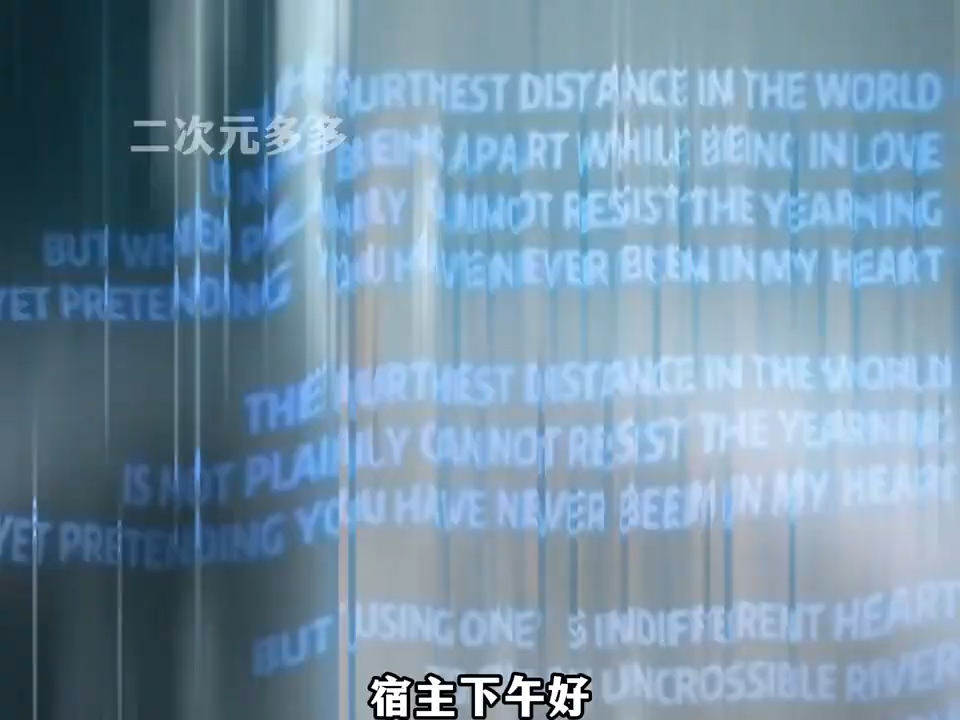 THE FURTHEST DISTANCE IN THE WORLD
二次元多多
BEING APART WHILE BEING IN LOVE
BUT WHEN PLAINLY CANNOT RESIST THE YEARNING
YET PRETENDING YOU HAVE NEVER BEEN IN MY HEART
THE FURTHEST DISTANCE IN THE WORLD
IS NOT PLAINLY CANNOT RESIST THE YEARNING
YET PRETENDING YOU HAVE NEVER BEEN IN MY HEART
BUT USING ONE'S INDIFFERENT HEART
UNCROSSIBLE RIVER
宿主下午好